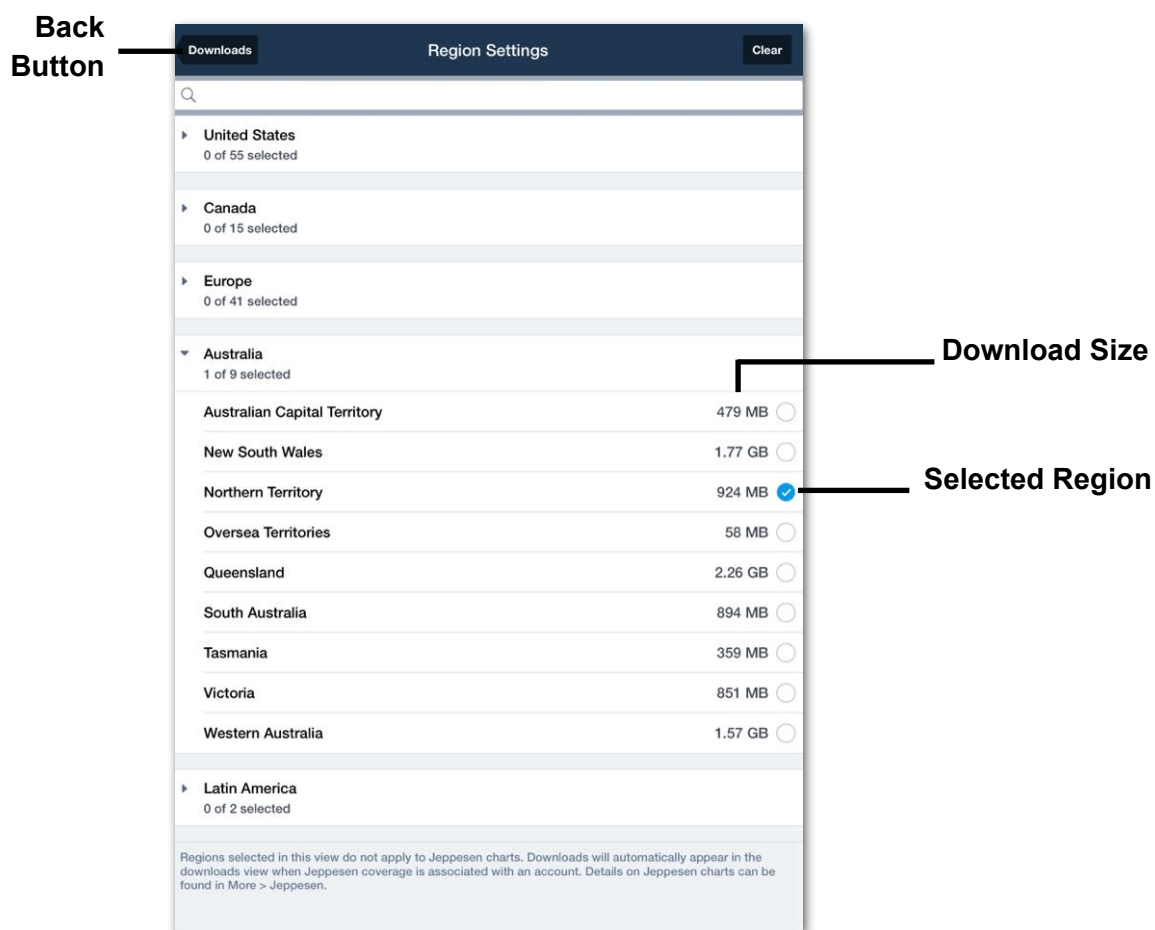 Back
Button
Downloads
Region Settings
Clear
United States
0 of 55 selected
Canada
0 of 15 selected
Europe
0 of 41 selected
Australia
1 of 9 selected
Download Size
Australian Capital Territory 479 MB
New South Wales 1.77 GB
Northern Territory 924 MB
Selected Region
Oversea Territories 58 MB
Queensland 2.26 GB
South Australia 894 MB
Tasmania 359 MB
Victoria 851 MB
Western Australia 1.57 GB
Latin America
0 of 2 selected
Regions selected in this view do not apply to Jeppesen charts. Downloads will automatically appear in the
downloads view when Jeppesen coverage is associated with an account. Details on Jeppesen charts can be
found in More > Jeppesen.